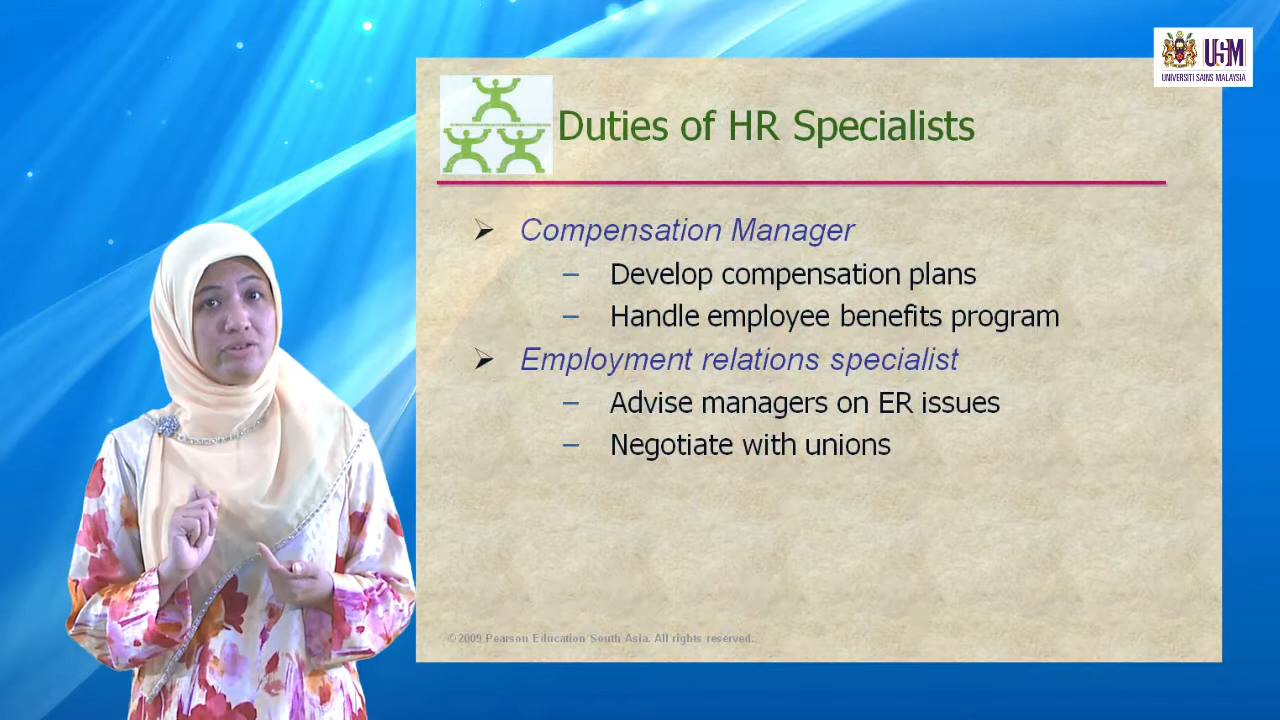 USM
UNIVERSITI SAINS MALAYSIA
Duties of HR Specialists
➢ Compensation Manager
– Develop compensation plans
– Handle employee benefits program
➢ Employment relations specialist
– Advise managers on ER issues
– Negotiate with unions
© 2009 Pearson Education South Asia. All rights reserved.